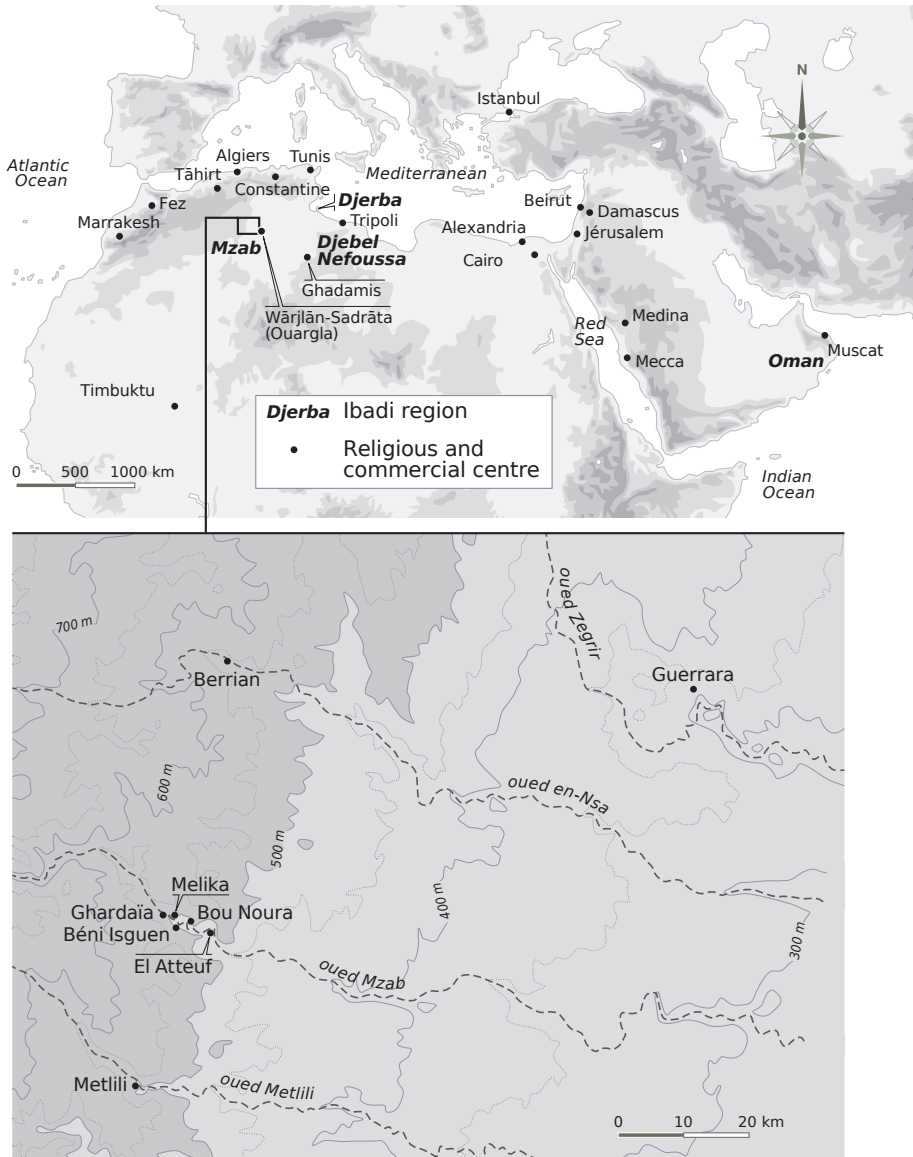 N
Istanbul
Atlantic
Ocean
Algiers
Tunis
Tāhirt
Constantine
Mediterranean
Fez
Djerba
Beirut
Damascus
Marrakesh
Tripoli
Alexandria
Jérusalem
Mzab
Djebel
Nefoussa
Cairo
Ghadamis
Wārjlān-Sadrāta
(Ouargla)
Red
Sea
Medina
Mecca
Oman
Muscat
Timbuktu
Djerba Ibadi region
Religious and
commercial centre
0 500 1000 km
Indian
Ocean
700 m
oued Zegrir
Berrian
Guerrara
600 m
oued en-Nsa
500 m
Melika
400 m
Ghardaïa
Bou Noura
Béni Isguen
300 m
El Atteuf
oued Mzab
Metlili
oued Metlili
0 10 20 km